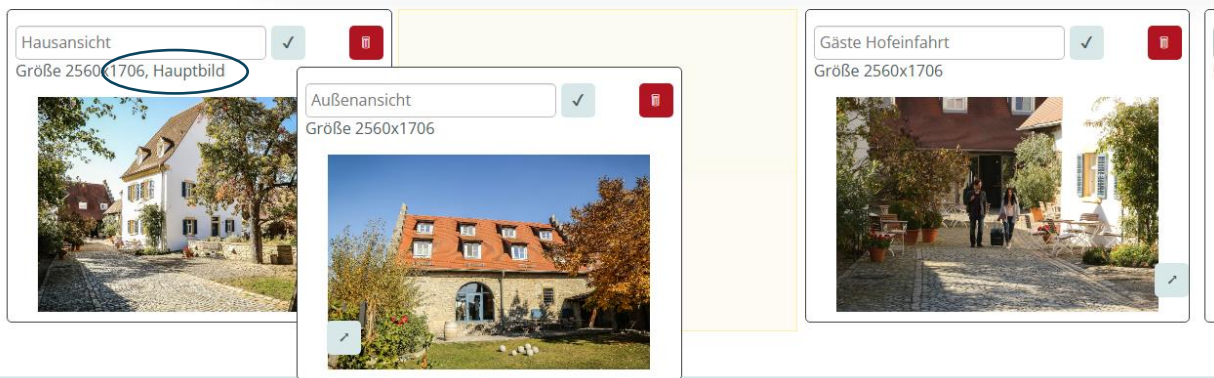 Hausansicht
Größe 2560x1706, Hauptbild
Außenansicht
Größe 2560x1706
Gäste Hofeinfahrt
Größe 2560x1706